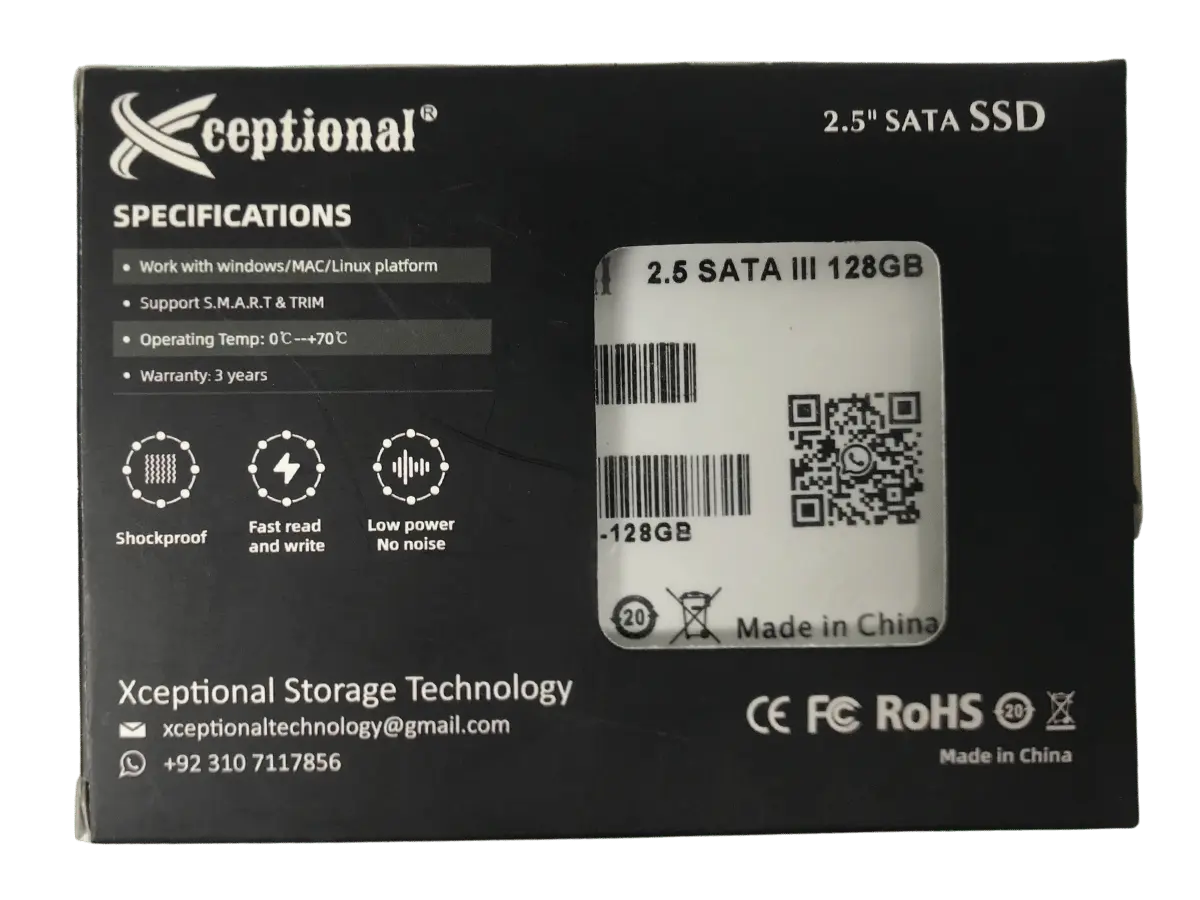 Xceptional®
2.5" SATA SSD
SPECIFICATIONS
• Work with windows/MAC/Linux platform
• Support S.M.A.R.T & TRIM
• Operating Temp: 0℃--+70℃
• Warranty: 3 years
Shockproof
Fast read
and write
Low power
No noise
2.5 SATA III 128GB
-128GB
20
Made in China
Xceptional Storage Technology
xceptionaltechnology@gmail.com
+92 310 7117856
CE FC RoHS 20
Made in China